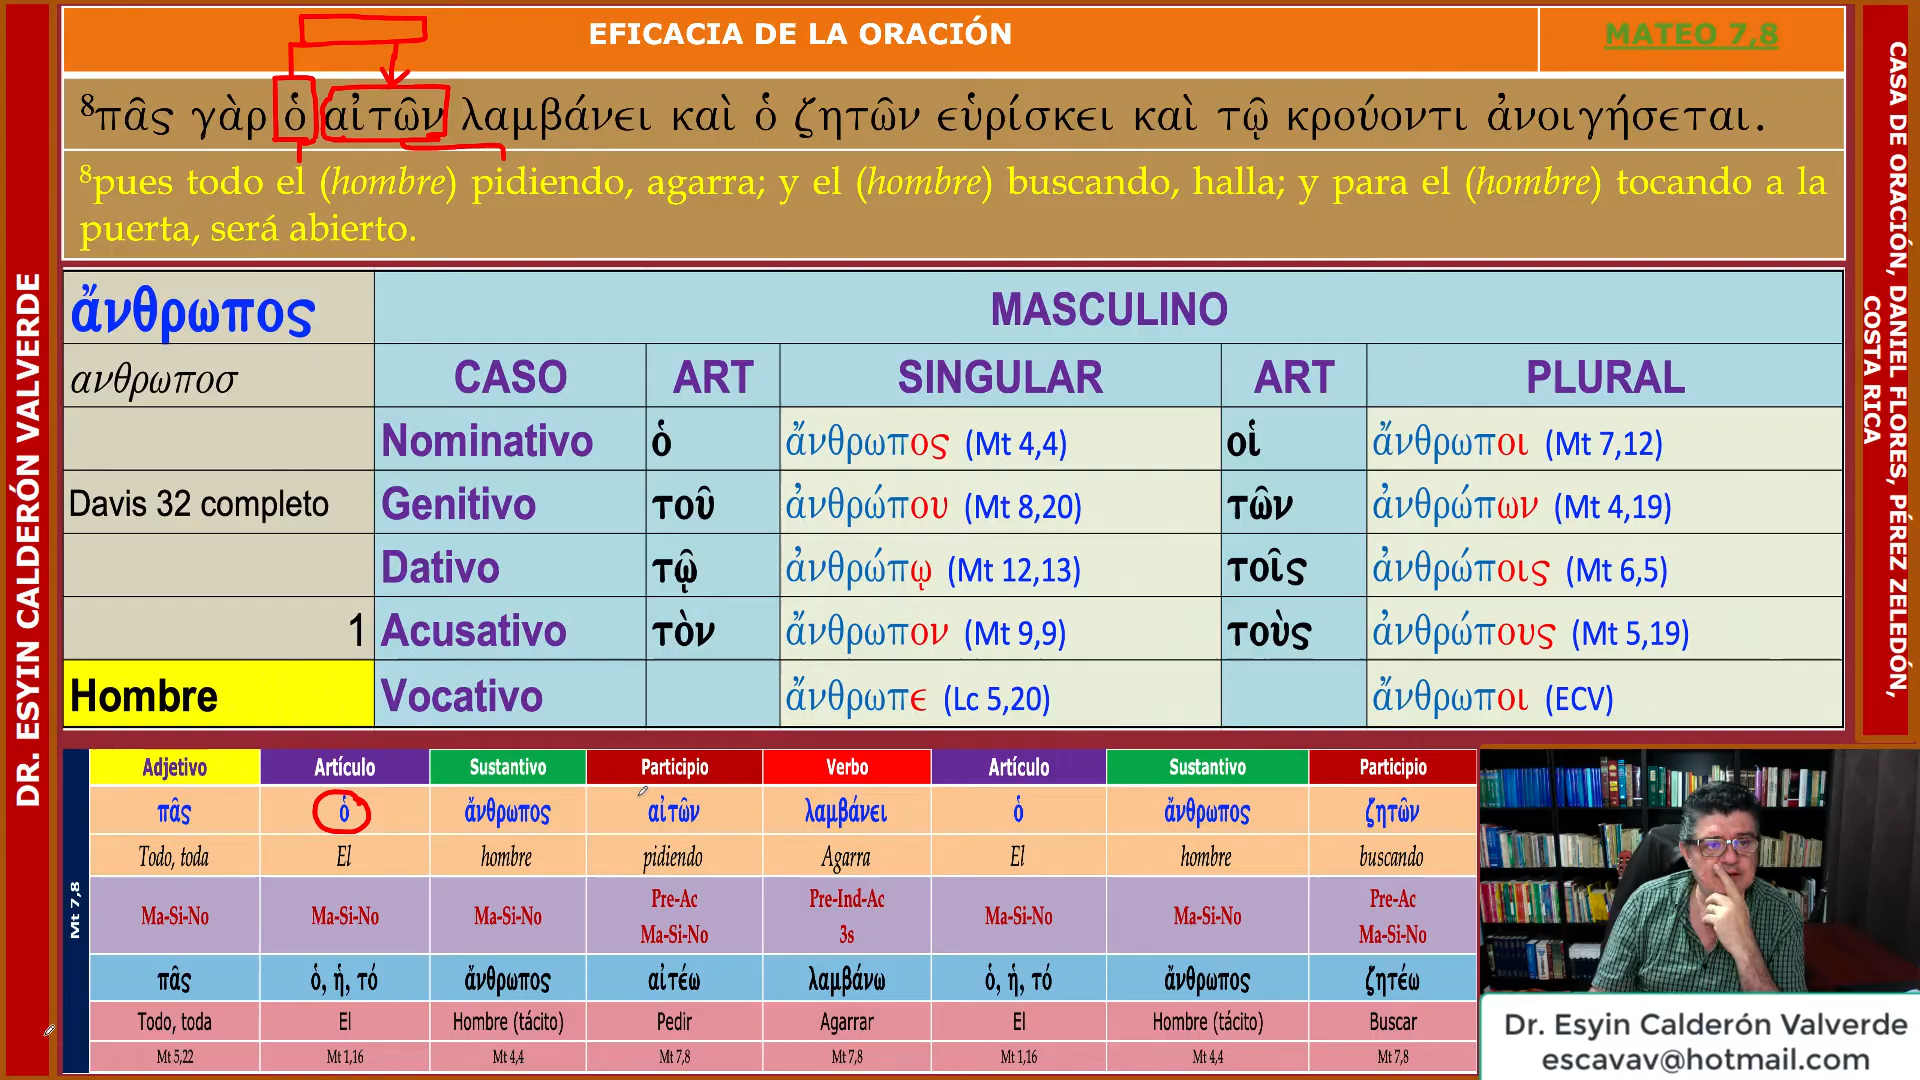 EFICACIA DE LA ORACIÓN
MATEO 7,8
⁸πᾶς γὰρ ὁ αἰτῶν λαμβάνει καὶ ὁ ζητῶν εὑρίσκει καὶ τῷ κρούοντι ἀνοιγήσεται.
⁸pues todo el (hombre) pidiendo, agarra; y el (hombre) buscando, halla; y para el (hombre) tocando a la
puerta, será abierto.
DR. ESYIN CALDERÓN VALVERDE
CASA DE ORACIÓN, DANIEL FLORES, PÉREZ ZELEDÓN,
COSTA RICA
ἄνθρωπος MASCULINO
ανθρωποσ CASO ART SINGULAR ART PLURAL
Nominativo ὁ ἄνθρωπος (Mt 4,4) οἱ ἄνθρωποι (Mt 7,12)
Davis 32 completo Genitivo τοῦ ἀνθρώπου (Mt 8,20) τῶν ἀνθρώπων (Mt 4,19)
Dativo τῷ ἀνθρώπῳ (Mt 12,13) τοῖς ἀνθρώποις (Mt 6,5)
1 Acusativo τὸν ἄνθρωπον (Mt 9,9) τοὺς ἀνθρώπους (Mt 5,19)
Hombre Vocativo ἄνθρωπε (Lc 5,20) ἄνθρωποι (ECV)
Mt 7,8
Adjetivo Artículo Sustantivo Participio Verbo Artículo Sustantivo Participio
πᾶς ὁ ἄνθρωπος αἰτῶν λαμβάνει ὁ ἄνθρωπος ζητῶν
Todo, toda El hombre pidiendo Agarra El hombre buscando
Ma-Si-No Ma-Si-No Ma-Si-No Pre-Ac Ma-Si-No Pre-Ind-Ac 3s Ma-Si-No Ma-Si-No Pre-Ac Ma-Si-No
πᾶς ὁ, ἡ, τό ἄνθρωπος αἰτέω λαμβάνω ὁ, ἡ, τό ἄνθρωπος ζητέω
Todo, toda El Hombre (tácito) Pedir Agarrar El Hombre (tácito) Buscar
Mt 5,22 Mt 1,16 Mt 4,4 Mt 7,8 Mt 7,8 Mt 1,16 Mt 4,4 Mt 7,8
Dr. Esyin Calderón Valverde
escavav@hotmail.com